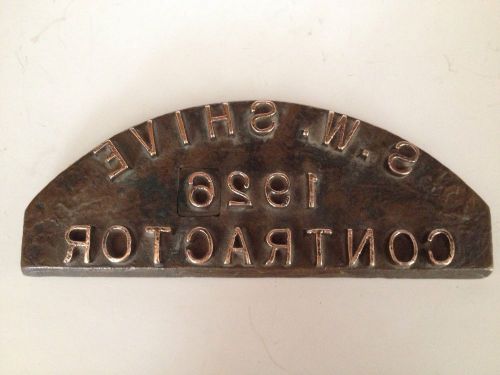 S. W. SHIVE
1926
CONTRACTOR